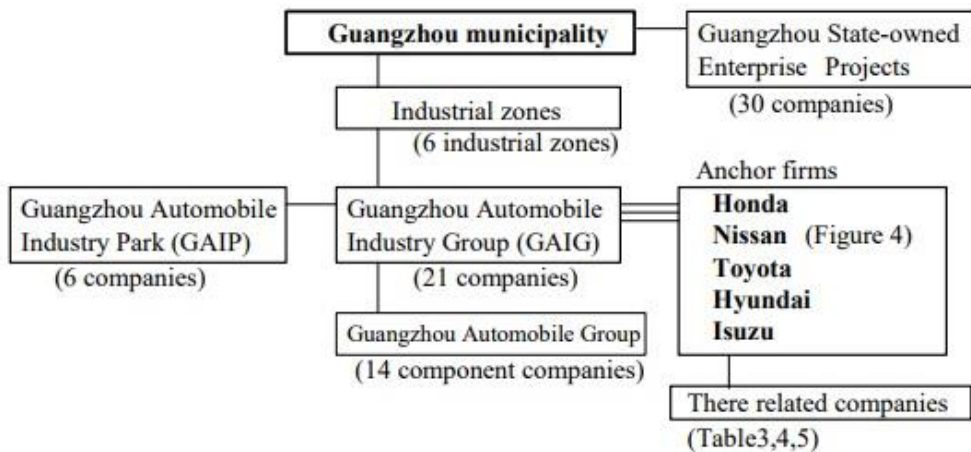 Guangzhou municipality
Guangzhou State-owned
Enterprise Projects
(30 companies)
Industrial zones
(6 industrial zones)
Anchor firms
Guangzhou Automobile
Industry Park (GAIP)
(6 companies)
Guangzhou Automobile
Industry Group (GAIG)
(21 companies)
Honda
Nissan (Figure 4)
Toyota
Hyundai
Isuzu
Guangzhou Automobile Group
(14 component companies)
There related companies
(Table3,4,5)